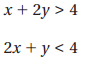 x + 2y > 4
2x + y < 4